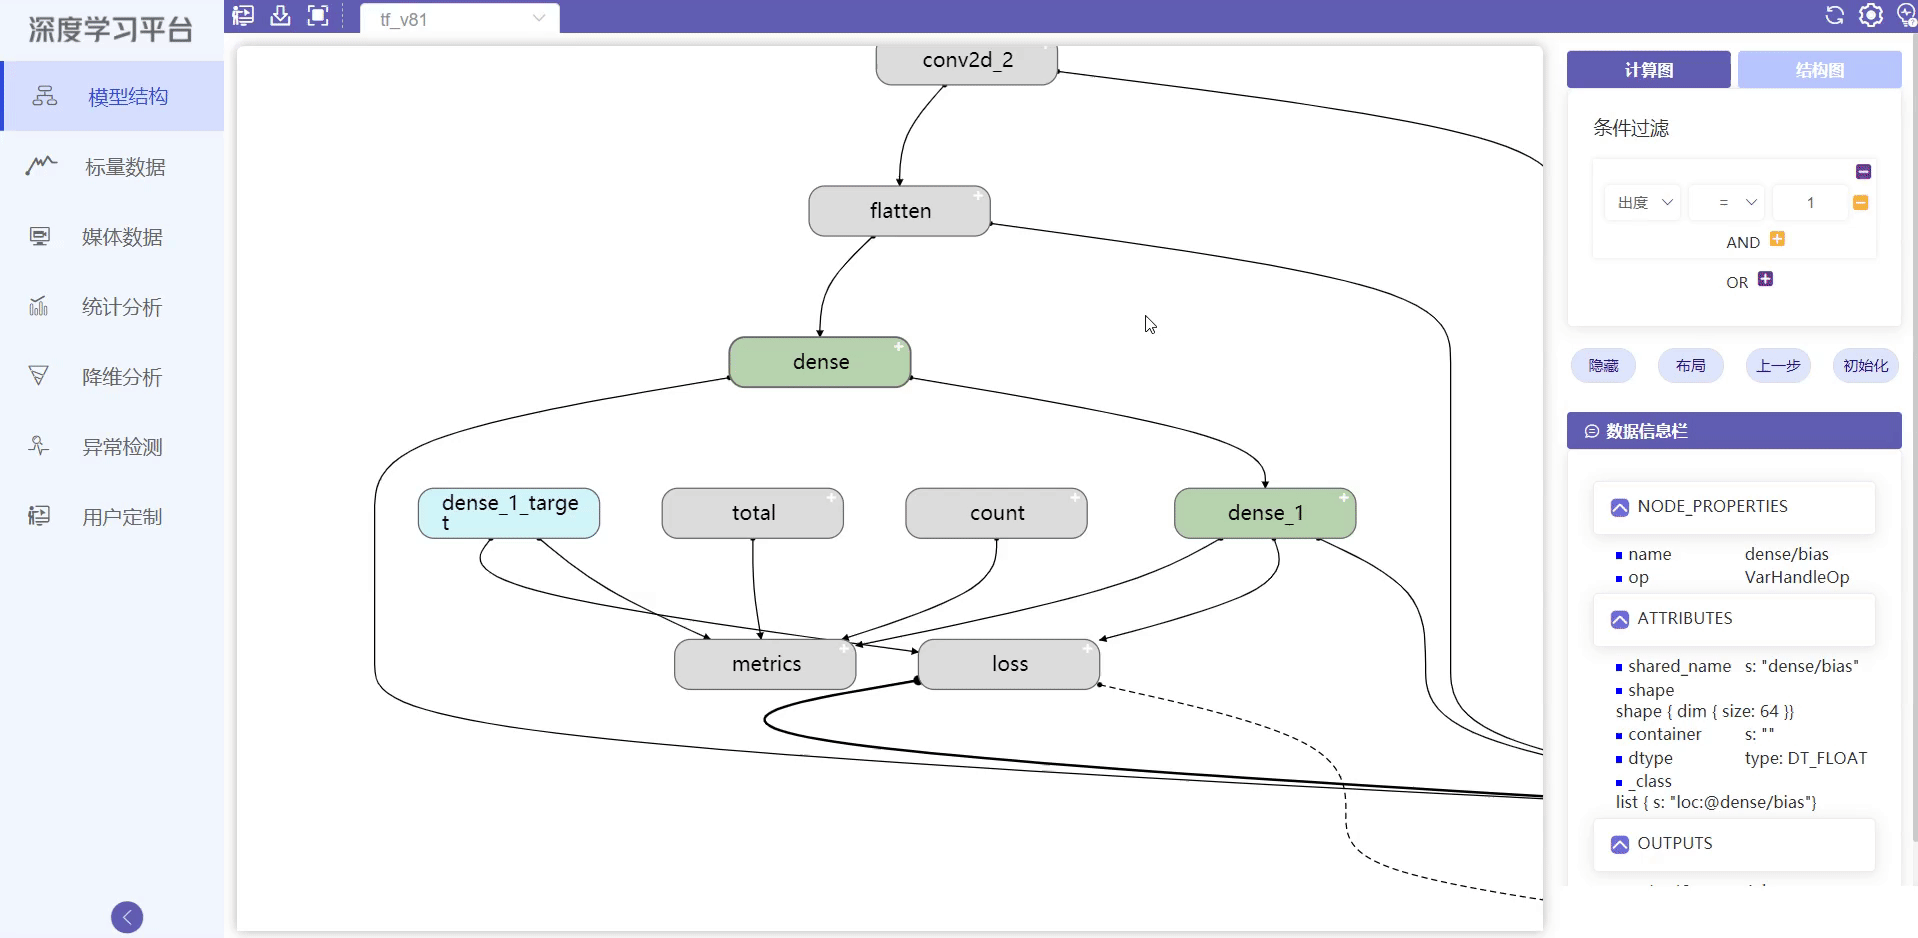 深度学习平台
tf_v81
模型结构
标量数据
媒体数据
统计分析
降维分析
异常检测
用户定制
conv2d_2
flatten
dense
dense_1_targe
t
total
count
dense_1
metrics
loss
计算图
结构图
条件过滤
出度
=
1
AND
OR
隐藏
布局
上一步
初始化
数据信息栏
NODE_PROPERTIES
name dense/bias
op VarHandleOp
ATTRIBUTES
shared_name s: "dense/bias"
shape
shape { dim { size: 64 }}
container s: ""
dtype type: DT_FLOAT
_class
list { s: "loc:@dense/bias"}
OUTPUTS